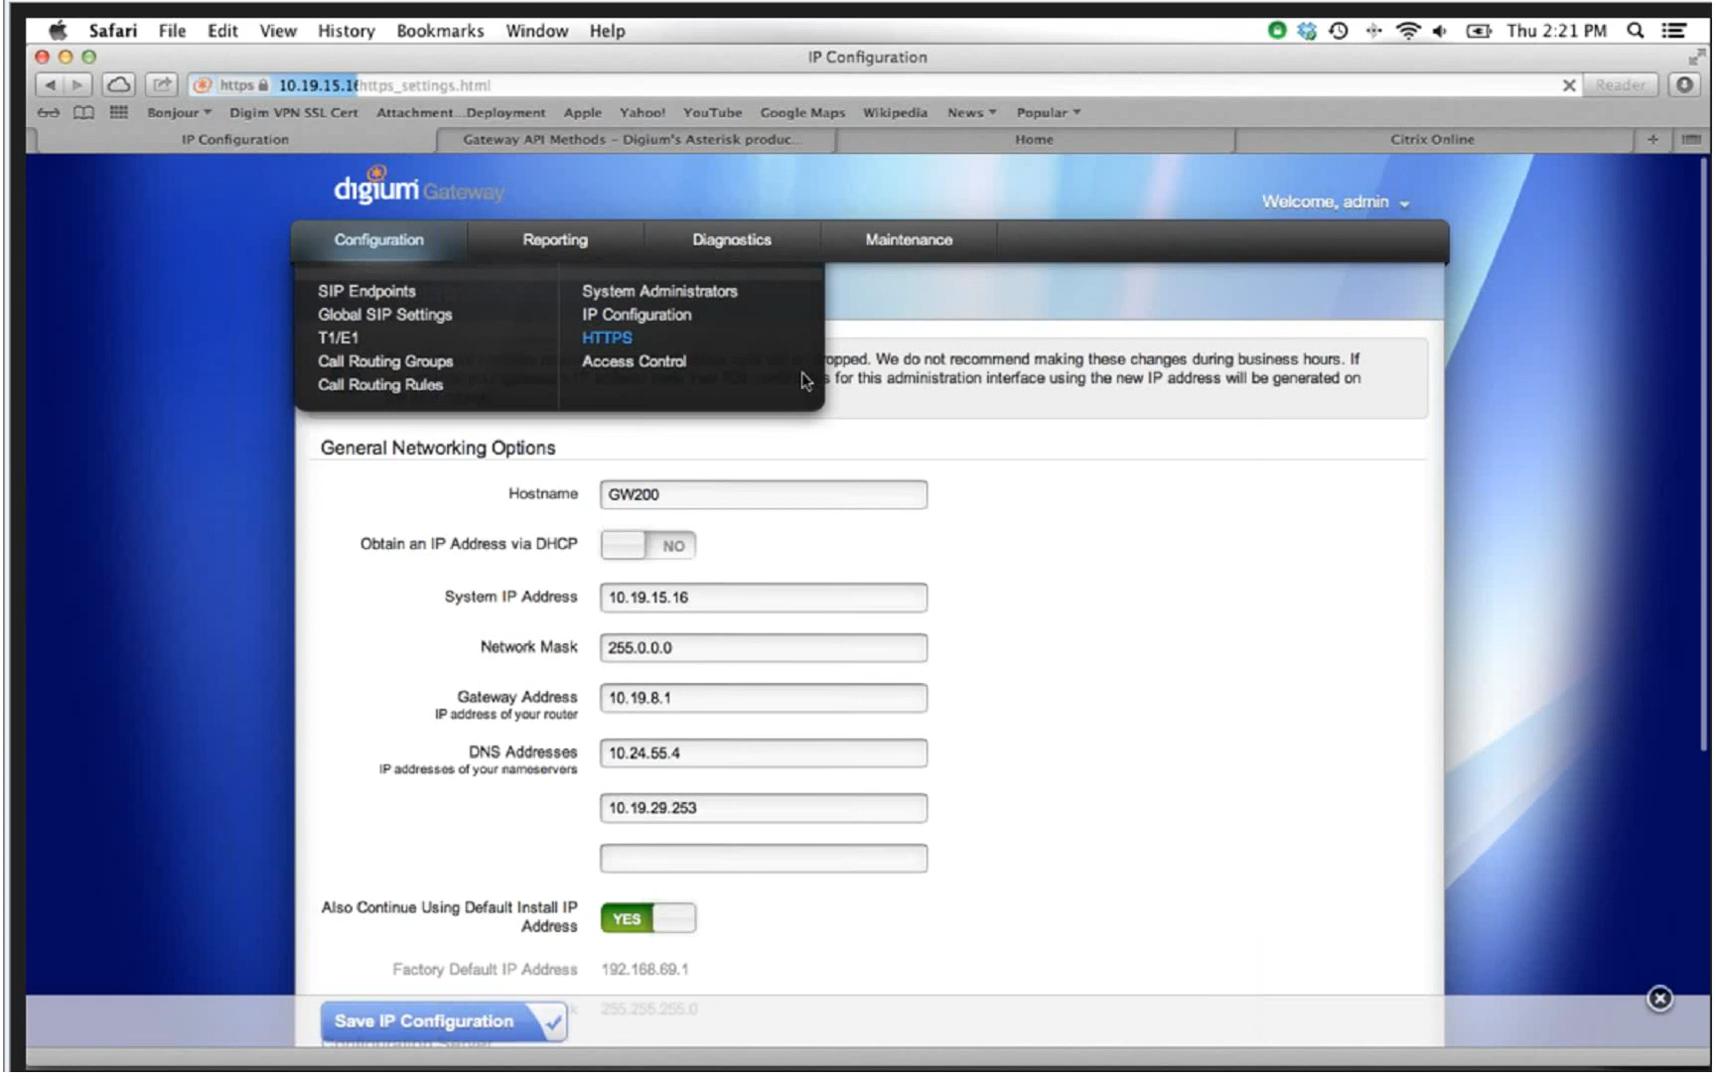 Safari File Edit View History Bookmarks Window Help Thu 2:21 PM
IP Configuration
https 10.19.15.16 https_settings.html Reader
Bonjour Digim VPN SSL Cert Attachment...Deployment Apple Yahoo! YouTube Google Maps Wikipedia News Popular
IP Configuration Gateway API Methods – Digium's Asterisk produc... Home Citrix Online
digium Gateway
Welcome, admin
Configuration Reporting Diagnostics Maintenance
SIP Endpoints System Administrators
Global SIP Settings IP Configuration
T1/E1 HTTPS
Call Routing Groups Access Control
Call Routing Rules
opped. We do not recommend making these changes during business hours. If
s for this administration interface using the new IP address will be generated on
General Networking Options
Hostname GW200
Obtain an IP Address via DHCP NO
System IP Address 10.19.15.16
Network Mask 255.0.0.0
Gateway Address 10.19.8.1
IP address of your router
DNS Addresses 10.24.55.4
IP addresses of your nameservers
10.19.29.253
Also Continue Using Default Install IP
Address YES
Factory Default IP Address 192.168.69.1
Save IP Configuration 255.255.255.0
Configuration Server